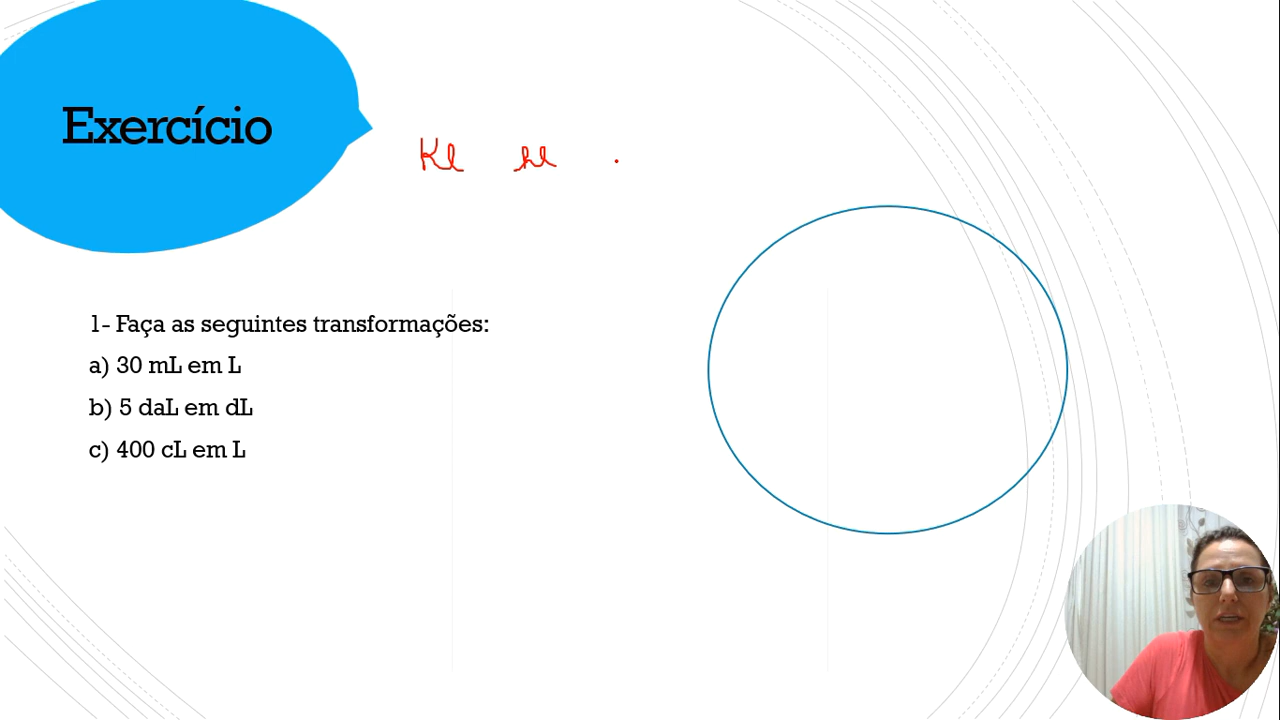 Exercício
Kl hl
1- Faça as seguintes transformações:
a) 30 mL em L
b) 5 daL em dL
c) 400 cL em L